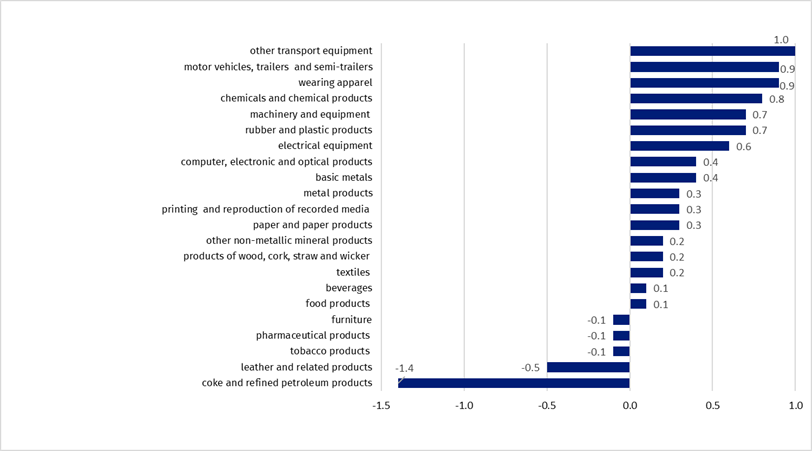 1.0
other transport equipment
motor vehicles, trailers  and semi-trailers 0.9
wearing apparel 0.9
chemicals and chemical products 0.8
machinery and equipment 0.7
rubber and plastic products 0.7
electrical equipment 0.6
computer, electronic and optical products 0.4
basic metals 0.4
metal products 0.3
printing  and reproduction of recorded media 0.3
paper and paper products 0.3
other non-metallic mineral products 0.2
products of wood, cork, straw and wicker 0.2
textiles 0.2
beverages 0.1
food products 0.1
furniture -0.1
pharmaceutical products -0.1
tobacco products -0.1
leather and related products -1.4 -0.5
coke and refined petroleum products
-1.5 -1.0 -0.5 0.0 0.5 1.0